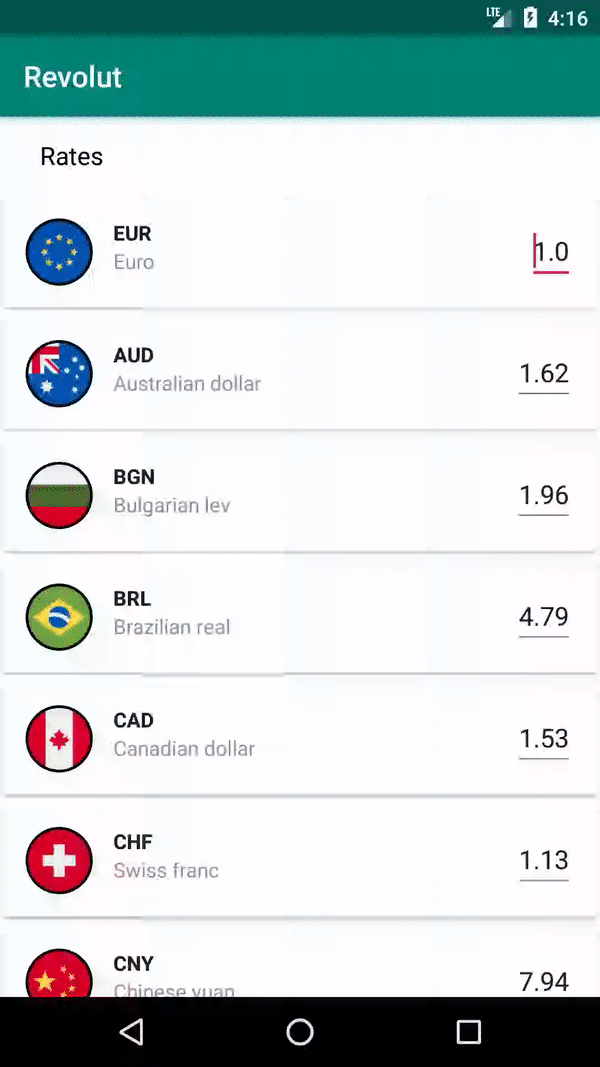 LTE 4:16
Revolut
Rates
EUR
Euro
1.0
AUD
Australian dollar
1.62
BGN
Bulgarian lev
1.96
BRL
Brazilian real
4.79
CAD
Canadian dollar
1.53
CHF
Swiss franc
1.13
CNY
Chinese yuan
7.94